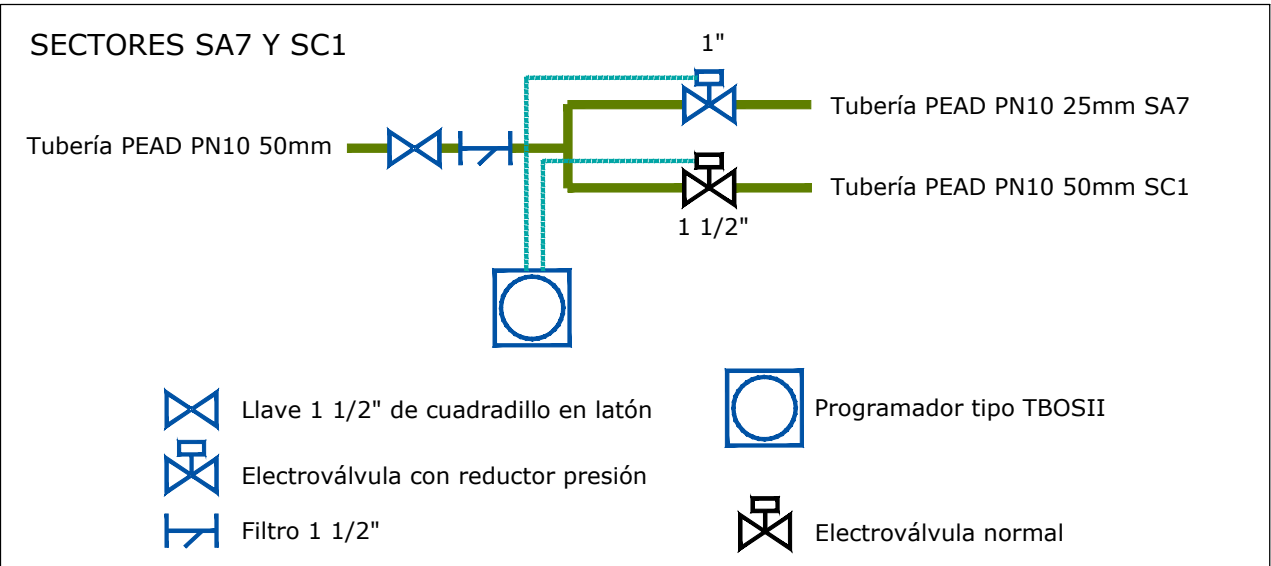 SECTORES SA7 Y SC1
1"
Tubería PEAD PN10 25mm SA7
Tubería PEAD PN10 50mm
Tubería PEAD PN10 50mm SC1
1 1/2"
Llave 1 1/2" de cuadradillo en latón
Programador tipo TBOSII
Electroválvula con reductor presión
Filtro 1 1/2"
Electroválvula normal